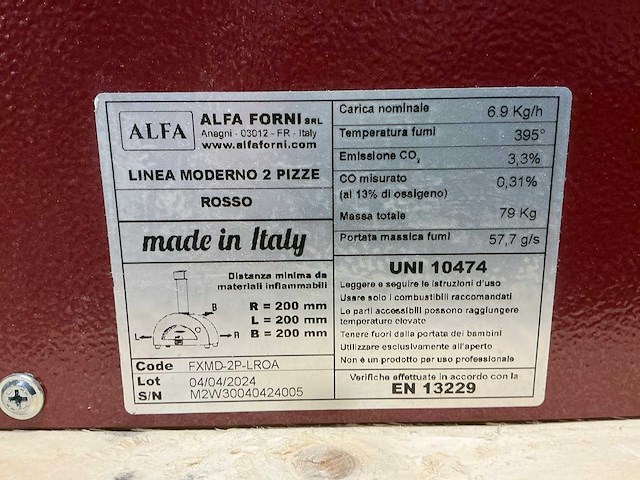 ALFA
ALFA FORNI SRL
Anagni - 03012 - FR - Italy
www.alfaforni.com
LINEA MODERNO 2 PIZZE
ROSSO
made in Italy
Distanza minima da
materiali infiammabili
R = 200 mm
L = 200 mm
B = 200 mm
B
L
R
Code FXMD-2P-LROA
Lot 04/04/2024
S/N M2W30040424005
Carica nominale 6.9 Kg/h
Temperatura fumi 395°
Emissione CO₂ 3,3%
CO misurato 0,31%
(al 13% di ossigeno)
Massa totale 79 Kg
Portata massica fumi 57,7 g/s
UNI 10474
Leggere e seguire le istruzioni d'uso
Usare solo i combustibili raccomandati
Le parti accessibili possono raggiungere
temperature elevate
Tenere fuori dalla portata dei bambini
Utilizzare esclusivamente all'aperto
Non è un prodotto per uso professionale
Verifiche effettuate in accordo con la
EN 13229